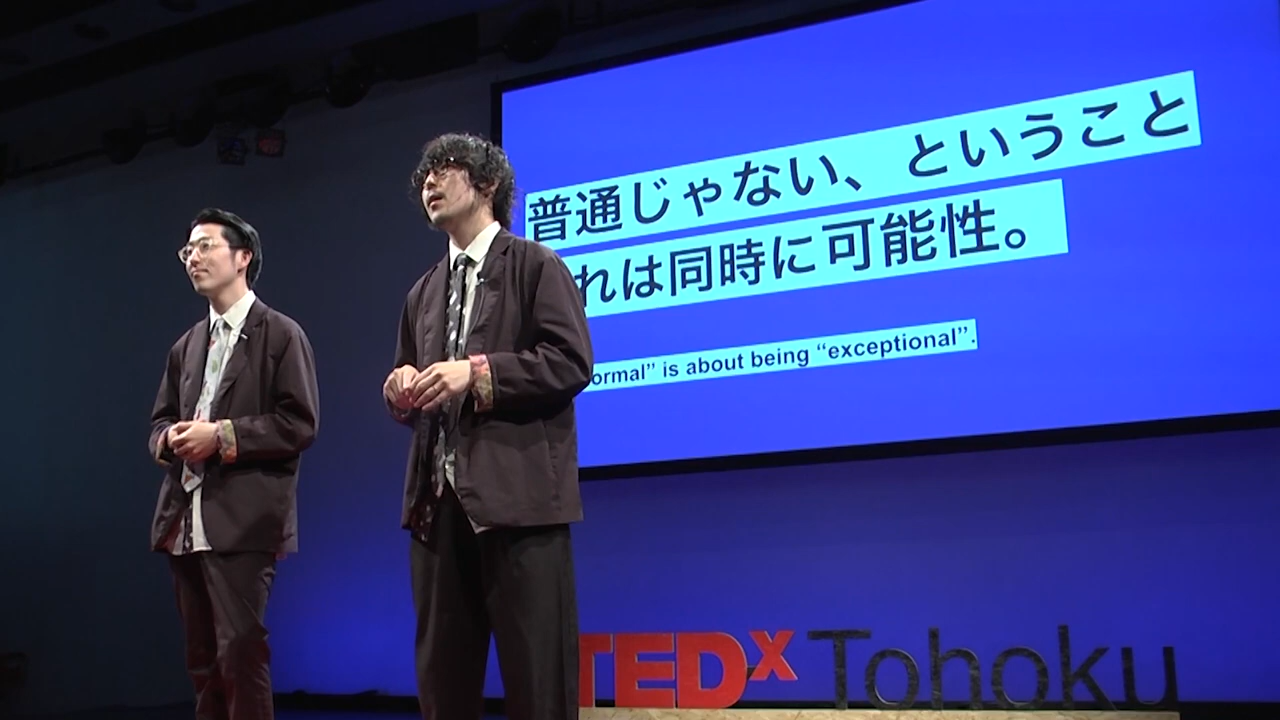 普通じゃない、ということ
れは同時に可能性。
ormal” is about being “exceptional”.
TEDx Tohoku